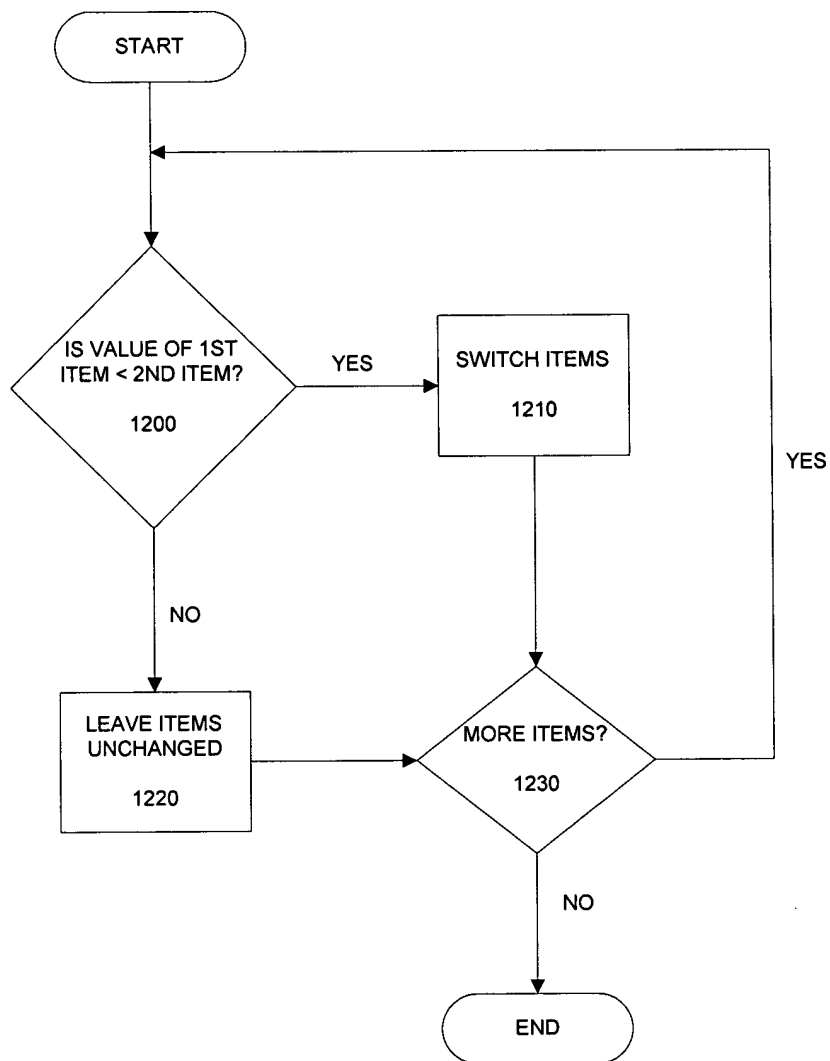 START
IS VALUE OF 1ST
ITEM < 2ND ITEM?
1200
YES
SWITCH ITEMS
1210
YES
NO
LEAVE ITEMS
UNCHANGED
1220
MORE ITEMS?
1230
NO
END